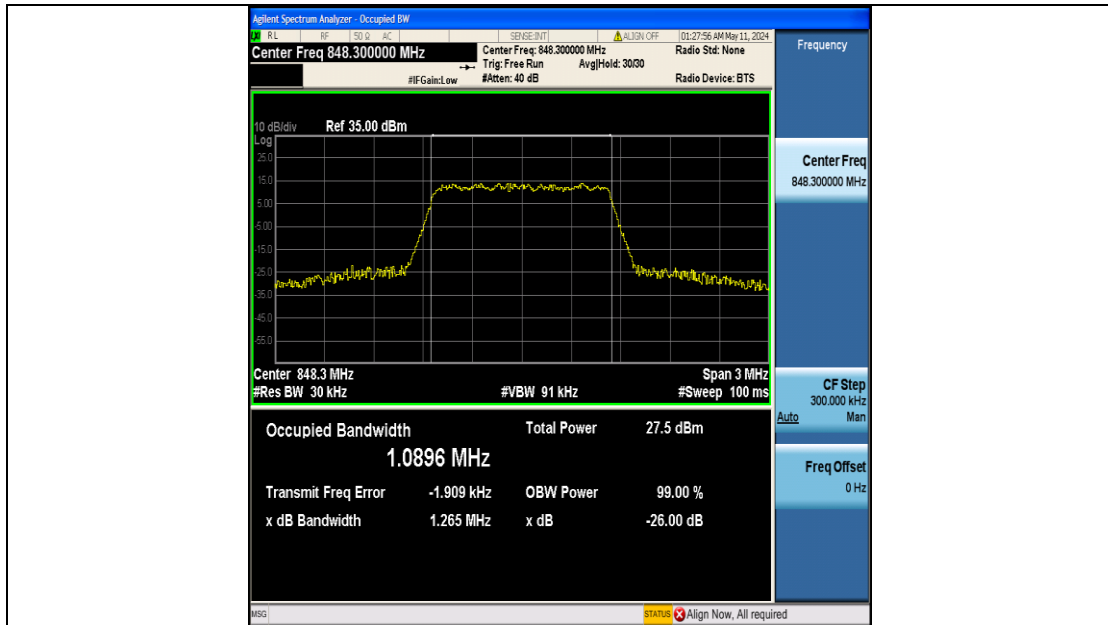 Agilent Spectrum Analyzer - Occupied BW
RL RF 50 Ω AC SENSE:INT ALIGN OFF 01:27:56 AM May 11, 2024
Center Freq 848.300000 MHz
Center Freq: 848.300000 MHz Radio Std: None
Trig: Free Run Avg|Hold: 30/30
#IFGain:Low #Atten: 40 dB Radio Device: BTS
10 dB/div Ref 35.00 dBm
Log
25.0
15.0
5.00
-5.00
-15.0
-25.0
-35.0
-45.0
-55.0
Center 848.3 MHz Span 3 MHz
#Res BW 30 kHz #VBW 91 kHz #Sweep 100 ms
Occupied Bandwidth Total Power 27.5 dBm
1.0896 MHz
Transmit Freq Error -1.909 kHz OBW Power 99.00 %
x dB Bandwidth 1.265 MHz x dB -26.00 dB
Frequency
Center Freq
848.300000 MHz
CF Step
300.000 kHz
Auto Man
Freq Offset
0 Hz
MSG STATUS Align Now, All required